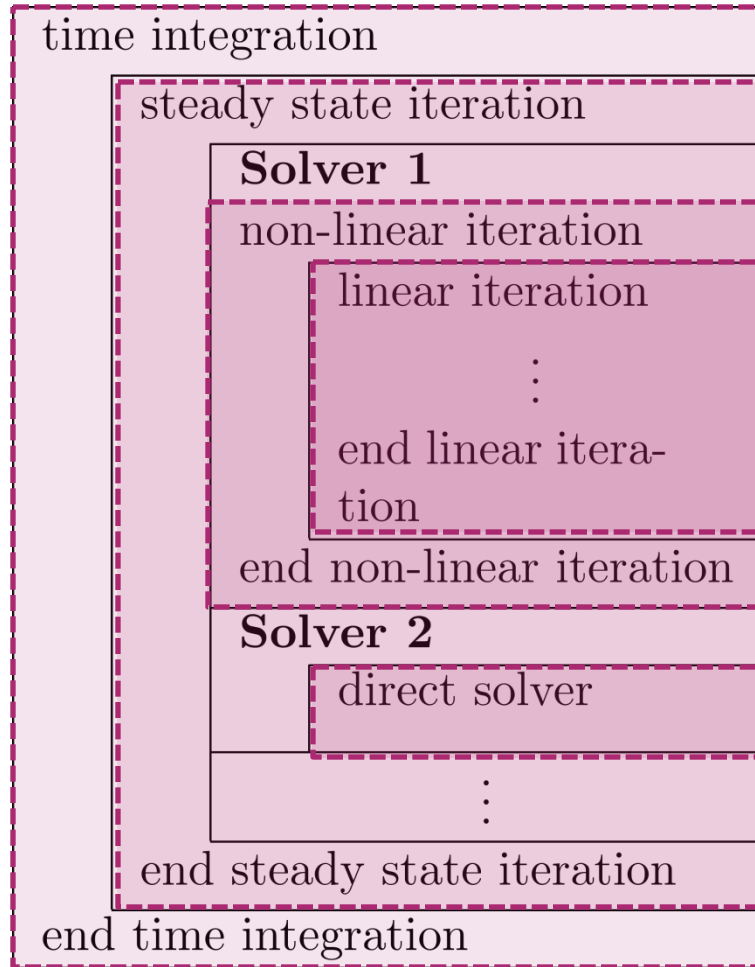 time integration
steady state iteration
Solver 1
non-linear iteration
linear iteration
⋮
end linear itera-
tion
end non-linear iteration
Solver 2
direct solver
⋮
end steady state iteration
end time integration